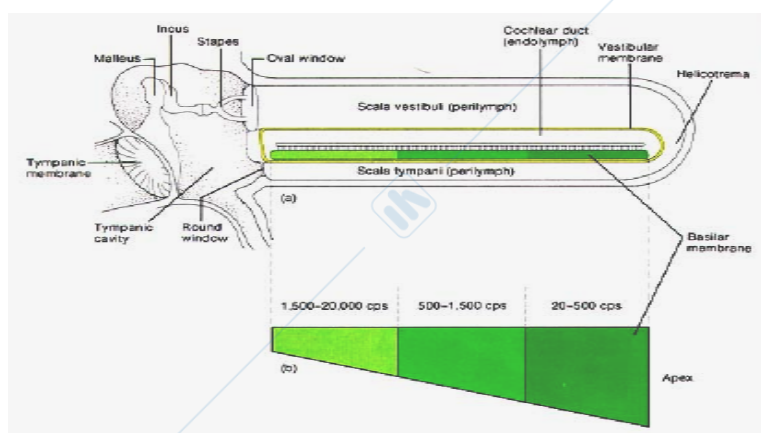 Incus
Stapes
Malleus
Oval window
Cochlear duct
(endolymph)
Vestibular
membrane
Helicotrema
Scala vestibuli (perilymph)
Tympanic
membrane
Scala tympani (perilymph)
(a)
Tympanic
cavity
Round
window
Basilar
membrane
1,500–20,000 cps
500–1,500 cps
20–500 cps
(b)
Apex